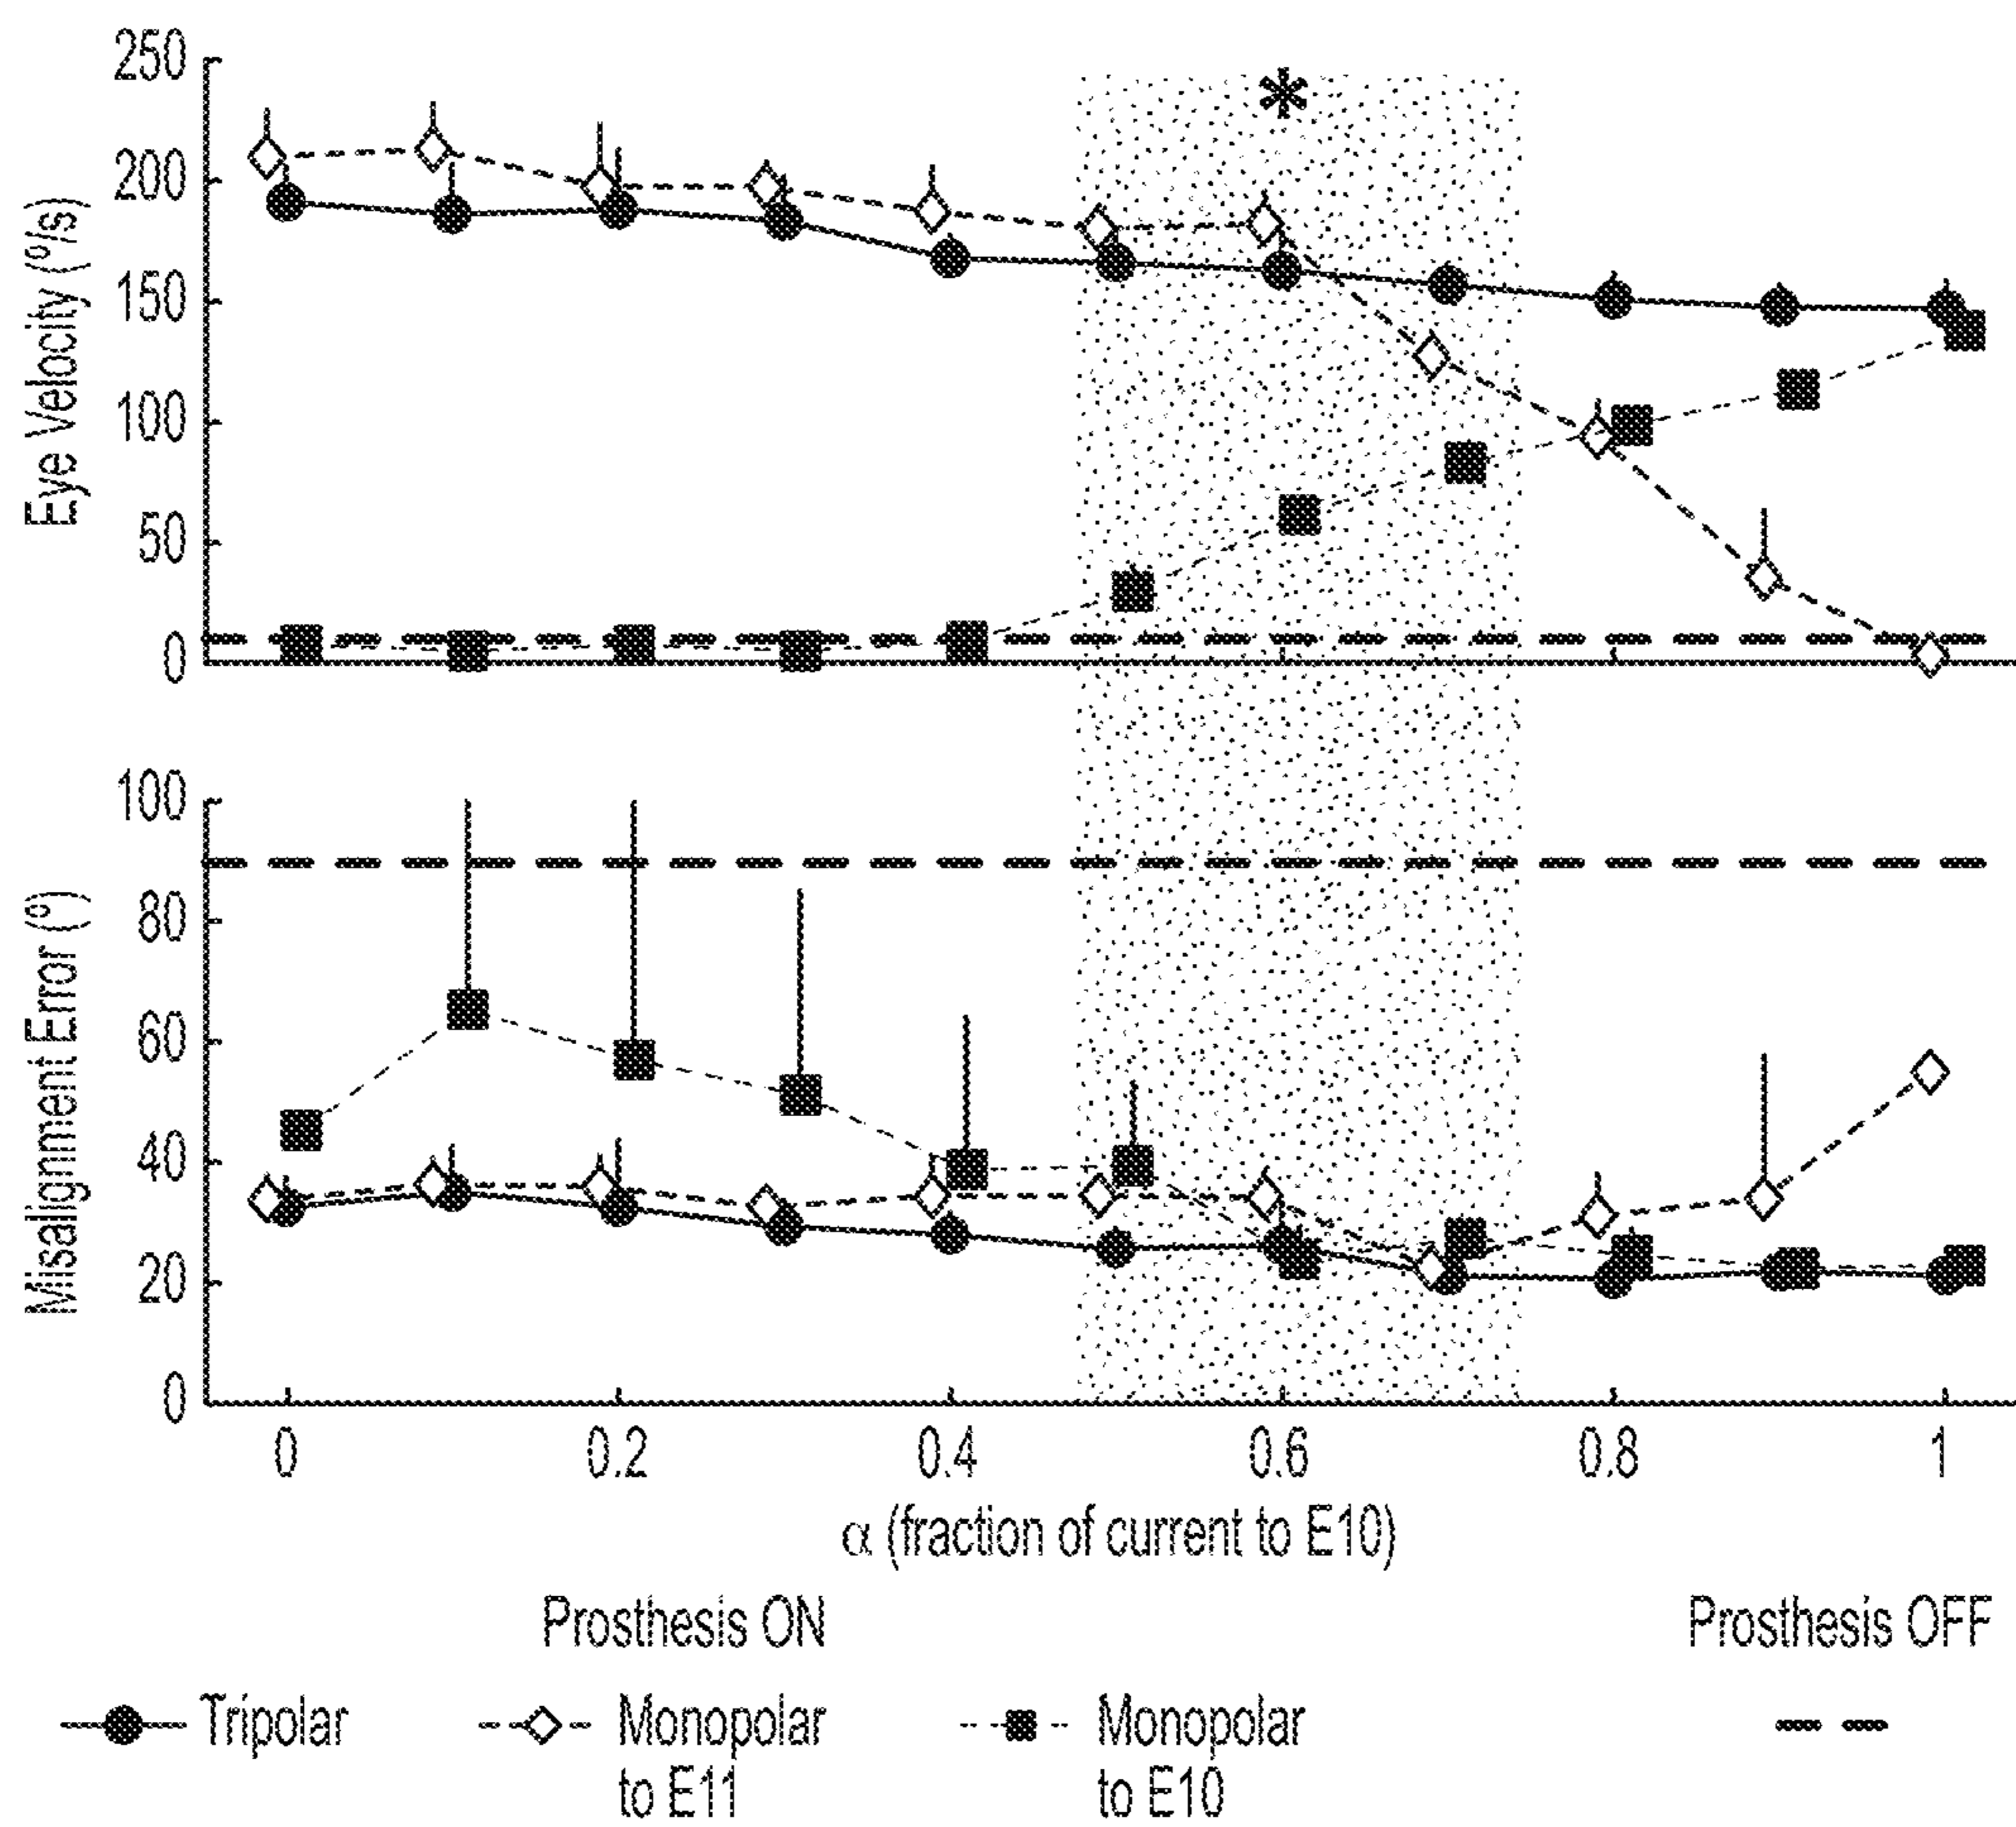 250
200
150
100
50
0
Eye Velocity (º/s)
*
100
80
60
40
20
0
Misalignment Error (º)
0 0.2 0.4 0.6 0.8 1
α (fraction of current to E10)
Prosthesis ON
Prosthesis OFF
Tripolar
Monopolar
to E11
Monopolar
to E10